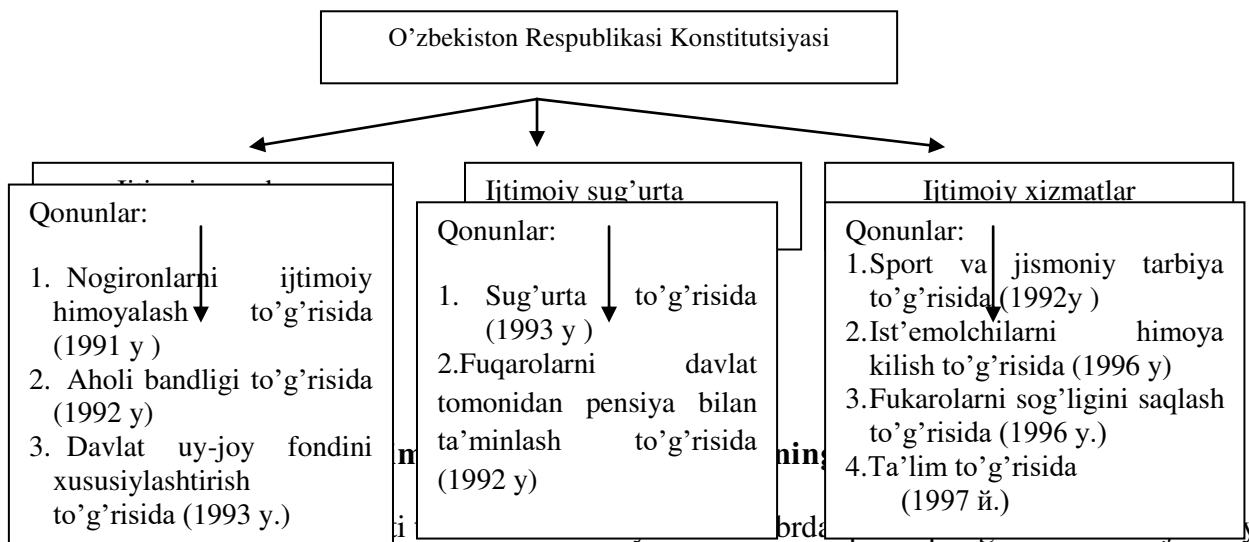 O’zbekiston Respublikasi Konstitutsiyasi
Ijtimoiy sug’urta
Ijtimoiy xizmatlar
Qonunlar:
1. Nogironlarni ijtimoiy
himoyalash to’g’risida
(1991 y )
2. Aholi bandligi to’g’risida
(1992 y)
3. Davlat uy-joy fondini
xususiylashtirish
to’g’risida (1993 y.)
Qonunlar:
1. Sug’urta to’g’risida
(1993 y )
2.Fuqarolarni davlat
tomonidan pensiya bilan
ta’minlash to’g’risida
(1992 y)
Qonunlar:
1.Sport va jismoniy tarbiya
to’g’risida (1992y )
2.Ist’emolchilarni himoya
kilish to’g’risida (1996 y)
3.Fukarolarni sog’ligini saqlash
to’g’risida (1996 y.)
4.Ta’lim to’g’risida
(1997 й.)